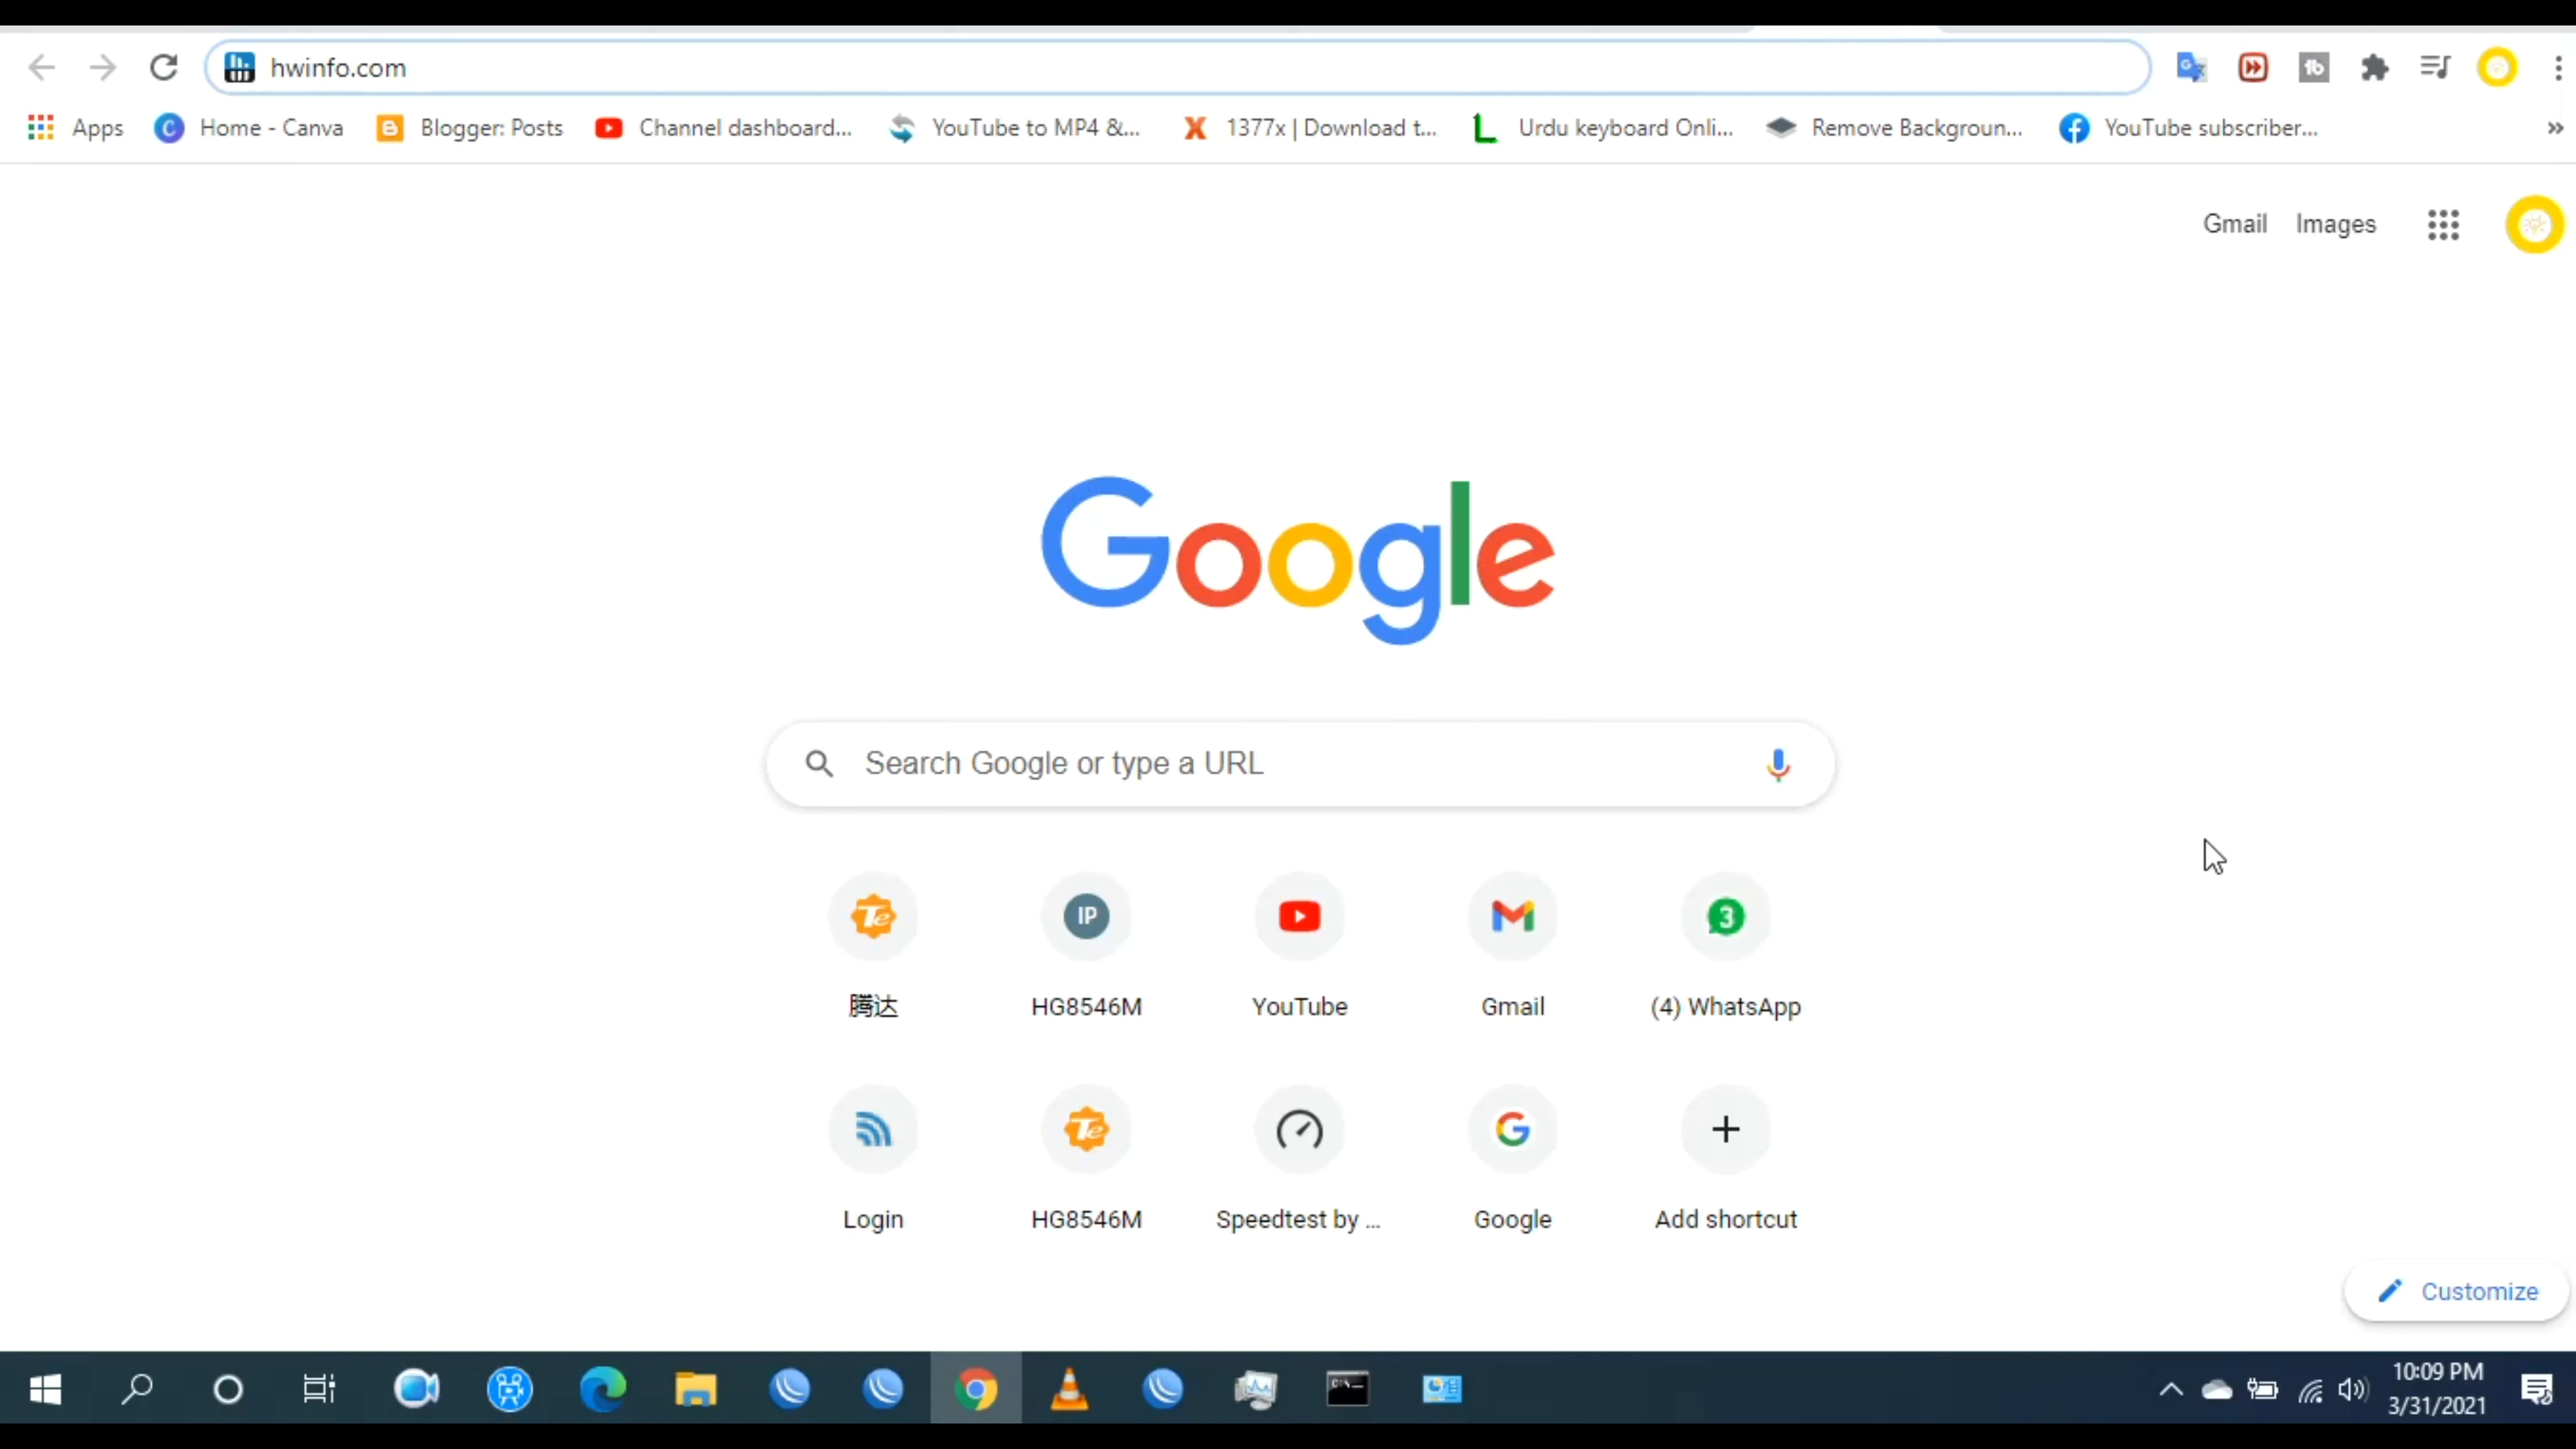 hwinfo.com
Apps Home - Canva Blogger: Posts Channel dashboard... YouTube to MP4 &... 1377x | Download t... Urdu keyboard Onli... Remove Backgroun... YouTube subscriber... »
Gmail Images
Google
Search Google or type a URL
腾达 HG8546M YouTube Gmail (4) WhatsApp
Login HG8546M Speedtest by ... Google Add shortcut
Customize
10:09 PM
3/31/2021